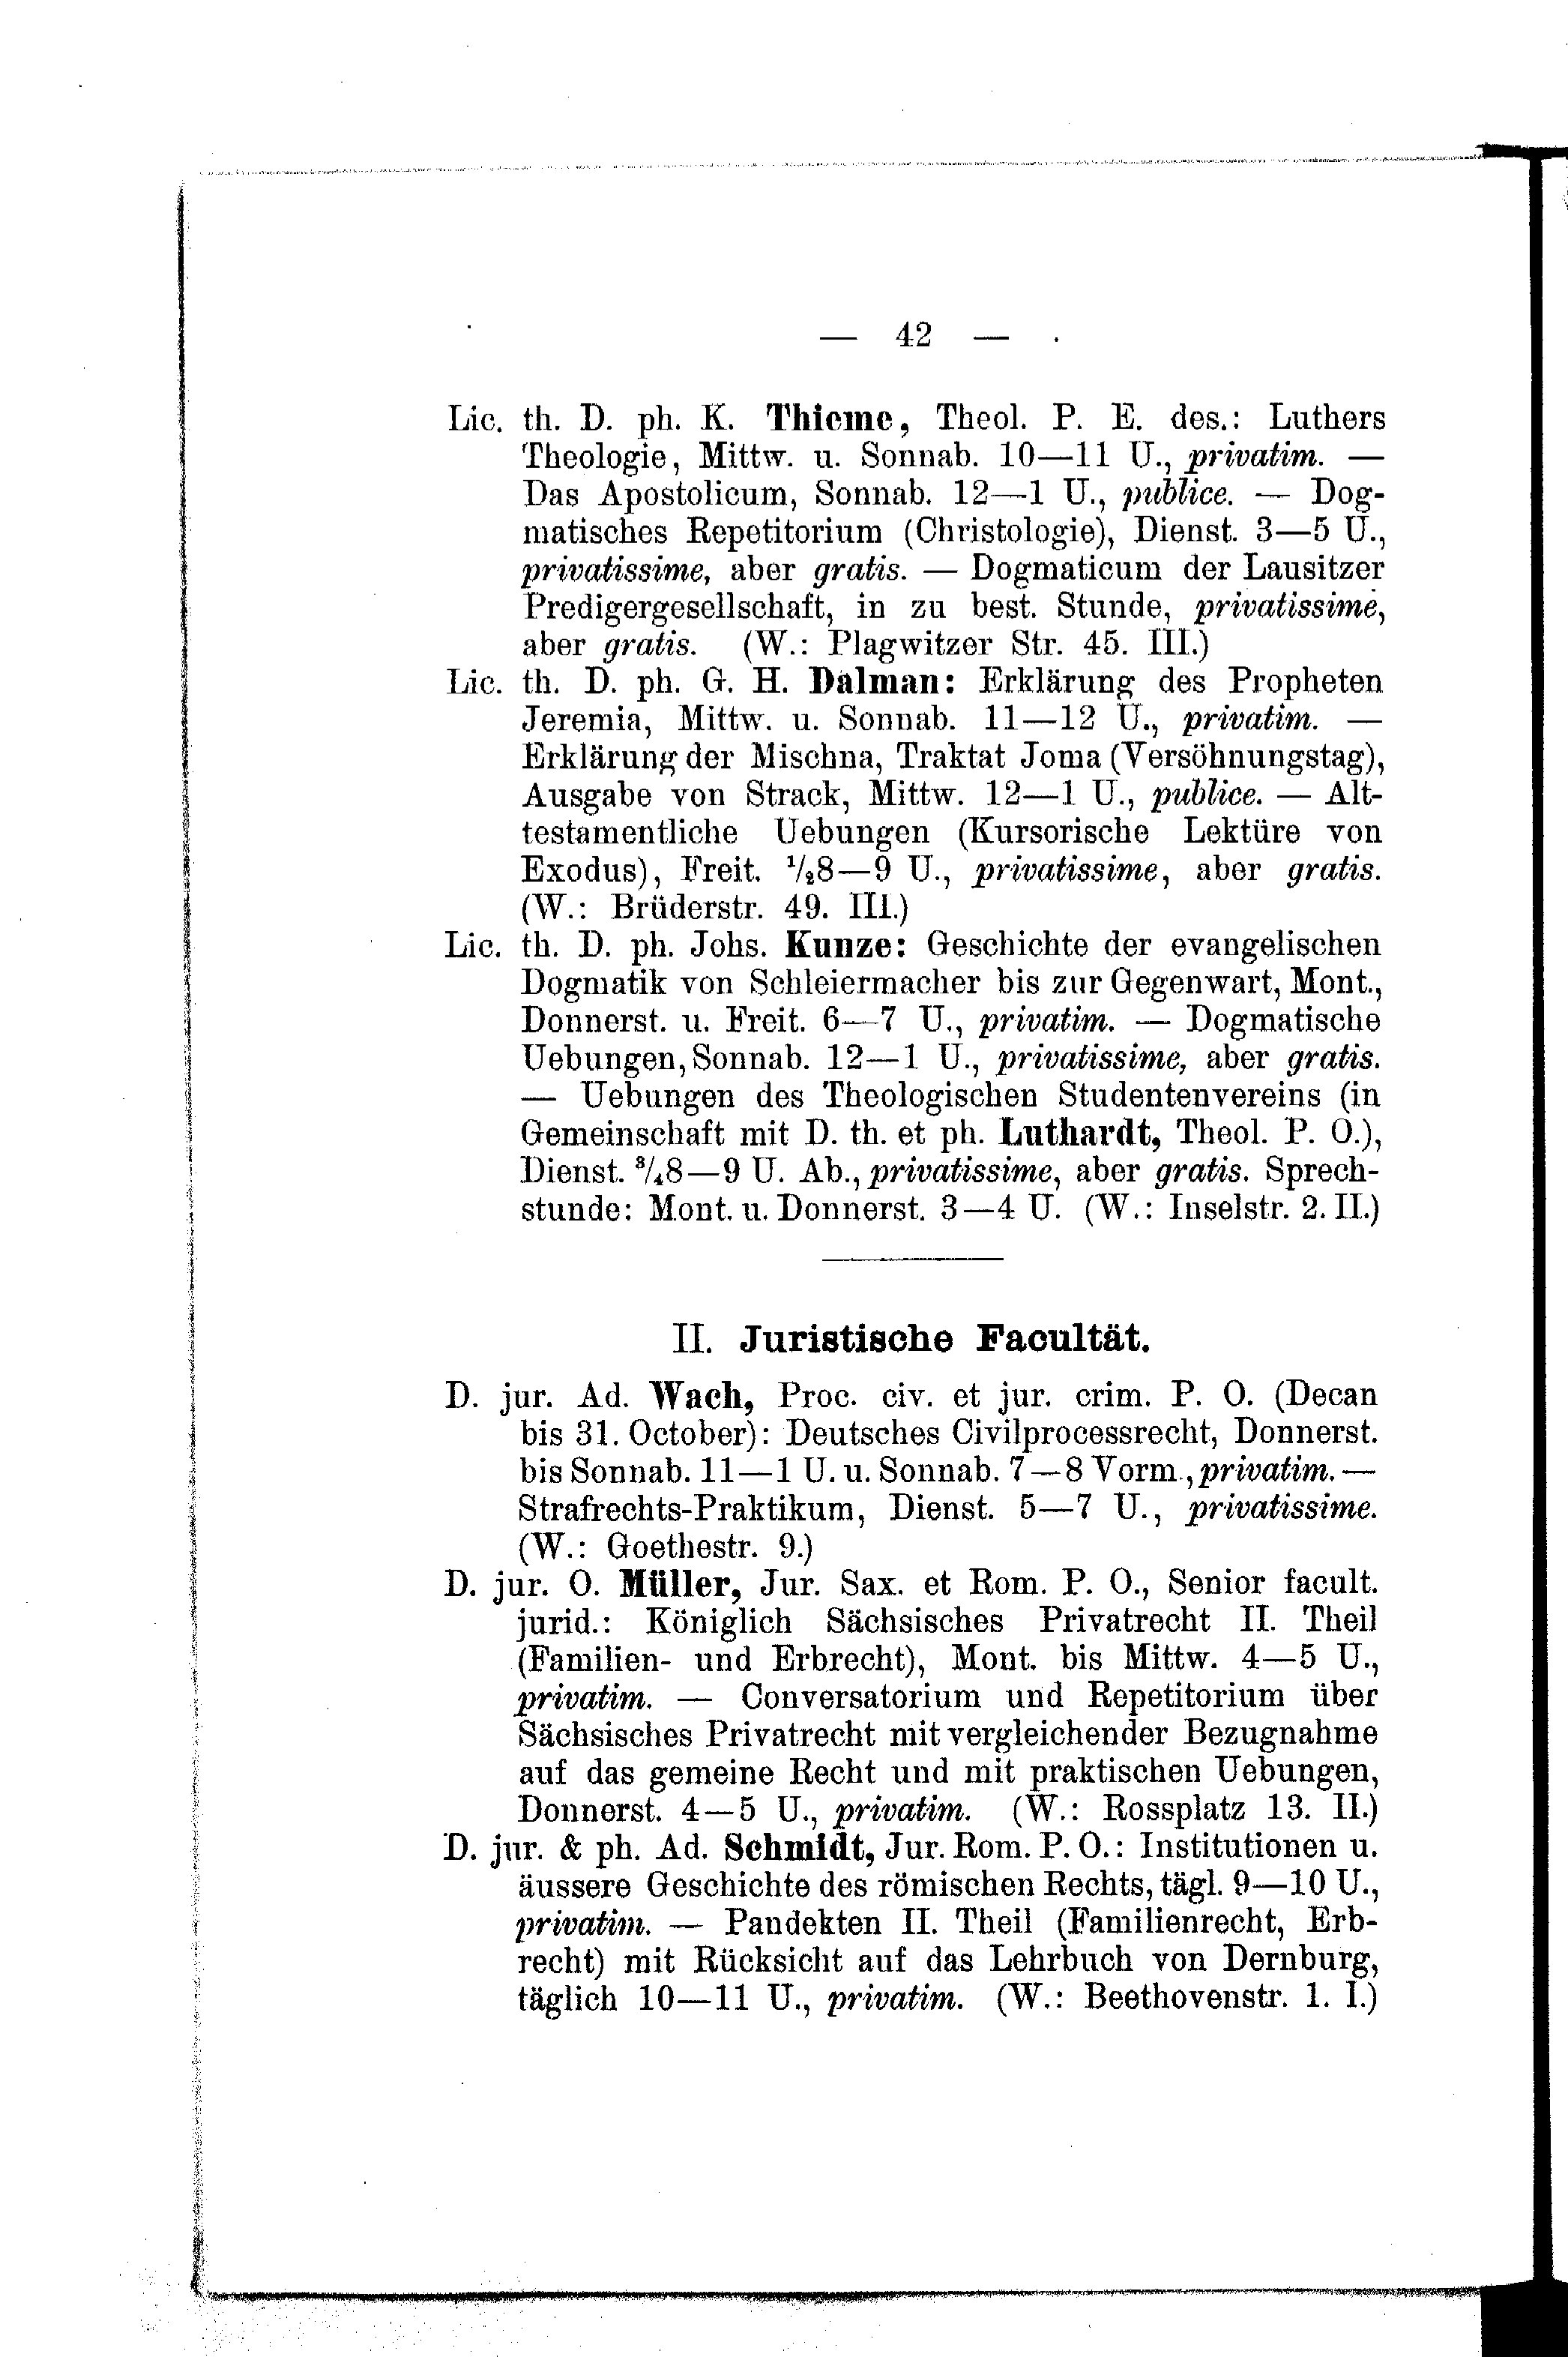 — 42 —
Lic. th. D. ph. K. Thieme, Theol. P. E. des.: Luthers
Theologie, Mittw. u. Sonnab. 10—11 U., privatim. —
Das Apostolicum, Sonnab. 12—1 U., publice. — Dog-
matisches Repetitorium (Christologie), Dienst. 3—5 U.,
privatissime, aber gratis. — Dogmaticum der Lausitzer
Predigergesellschaft, in zu best. Stunde, privatissime,
aber gratis. (W.: Plagwitzer Str. 45. III.)
Lic. th. D. ph. G. H. Dalman: Erklärung des Propheten
Jeremia, Mittw. u. Sonnab. 11—12 U., privatim. —
Erklärung der Mischna, Traktat Joma (Versöhnungstag),
Ausgabe von Strack, Mittw. 12—1 U., publice. — Alt-
testamentliche Uebungen (Kursorische Lektüre von
Exodus), Freit. ½8—9 U., privatissime, aber gratis.
(W.: Brüderstr. 49. III.)
Lic. th. D. ph. Johs. Kunze: Geschichte der evangelischen
Dogmatik von Schleiermacher bis zur Gegenwart, Mont.,
Donnerst. u. Freit. 6—7 U., privatim. — Dogmatische
Uebungen, Sonnab. 12—1 U., privatissime, aber gratis.
— Uebungen des Theologischen Studentenvereins (in
Gemeinschaft mit D. th. et ph. Luthardt, Theol. P. O.),
Dienst. ¾8—9 U. Ab., privatissime, aber gratis. Sprech-
stunde: Mont. u. Donnerst. 3—4 U. (W.: Inselstr. 2. II.)
II. Juristische Facultät.
D. jur. Ad. Wach, Proc. civ. et jur. crim. P. O. (Decan
bis 31. October): Deutsches Civilprocessrecht, Donnerst.
bis Sonnab. 11—1 U. u. Sonnab. 7—8 Vorm., privatim. —
Strafrechts-Praktikum, Dienst. 5—7 U., privatissime.
(W.: Goethestr. 9.)
D. jur. O. Müller, Jur. Sax. et Rom. P. O., Senior facult.
jurid.: Königlich Sächsisches Privatrecht II. Theil
(Familien- und Erbrecht), Mont. bis Mittw. 4—5 U.,
privatim. — Conversatorium und Repetitorium über
Sächsisches Privatrecht mit vergleichender Bezugnahme
auf das gemeine Recht und mit praktischen Uebungen,
Donnerst. 4—5 U., privatim. (W.: Rossplatz 13. II.)
D. jur. & ph. Ad. Schmidt, Jur. Rom. P. O.: Institutionen u.
äussere Geschichte des römischen Rechts, tägl. 9—10 U.,
privatim. — Pandekten II. Theil (Familienrecht, Erb-
recht) mit Rücksicht auf das Lehrbuch von Dernburg,
täglich 10—11 U., privatim. (W.: Beethovenstr. 1. I.)